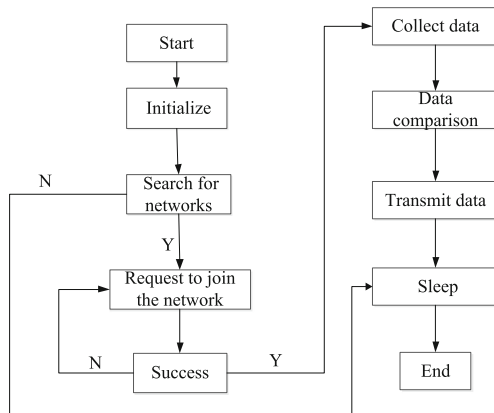 Start
Initialize
N
Search for
networks
Y
Request to join
the network
N
Success
Y
Collect data
Data
comparison
Transmit data
Sleep
End